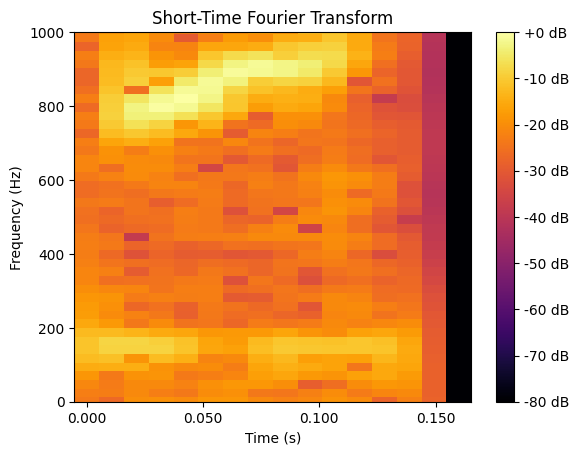 Short-Time Fourier Transform
1000
800
600
400
200
0
Frequency (Hz)
0.000
0.050
0.100
0.150
Time (s)
+0 dB
-10 dB
-20 dB
-30 dB
-40 dB
-50 dB
-60 dB
-70 dB
-80 dB